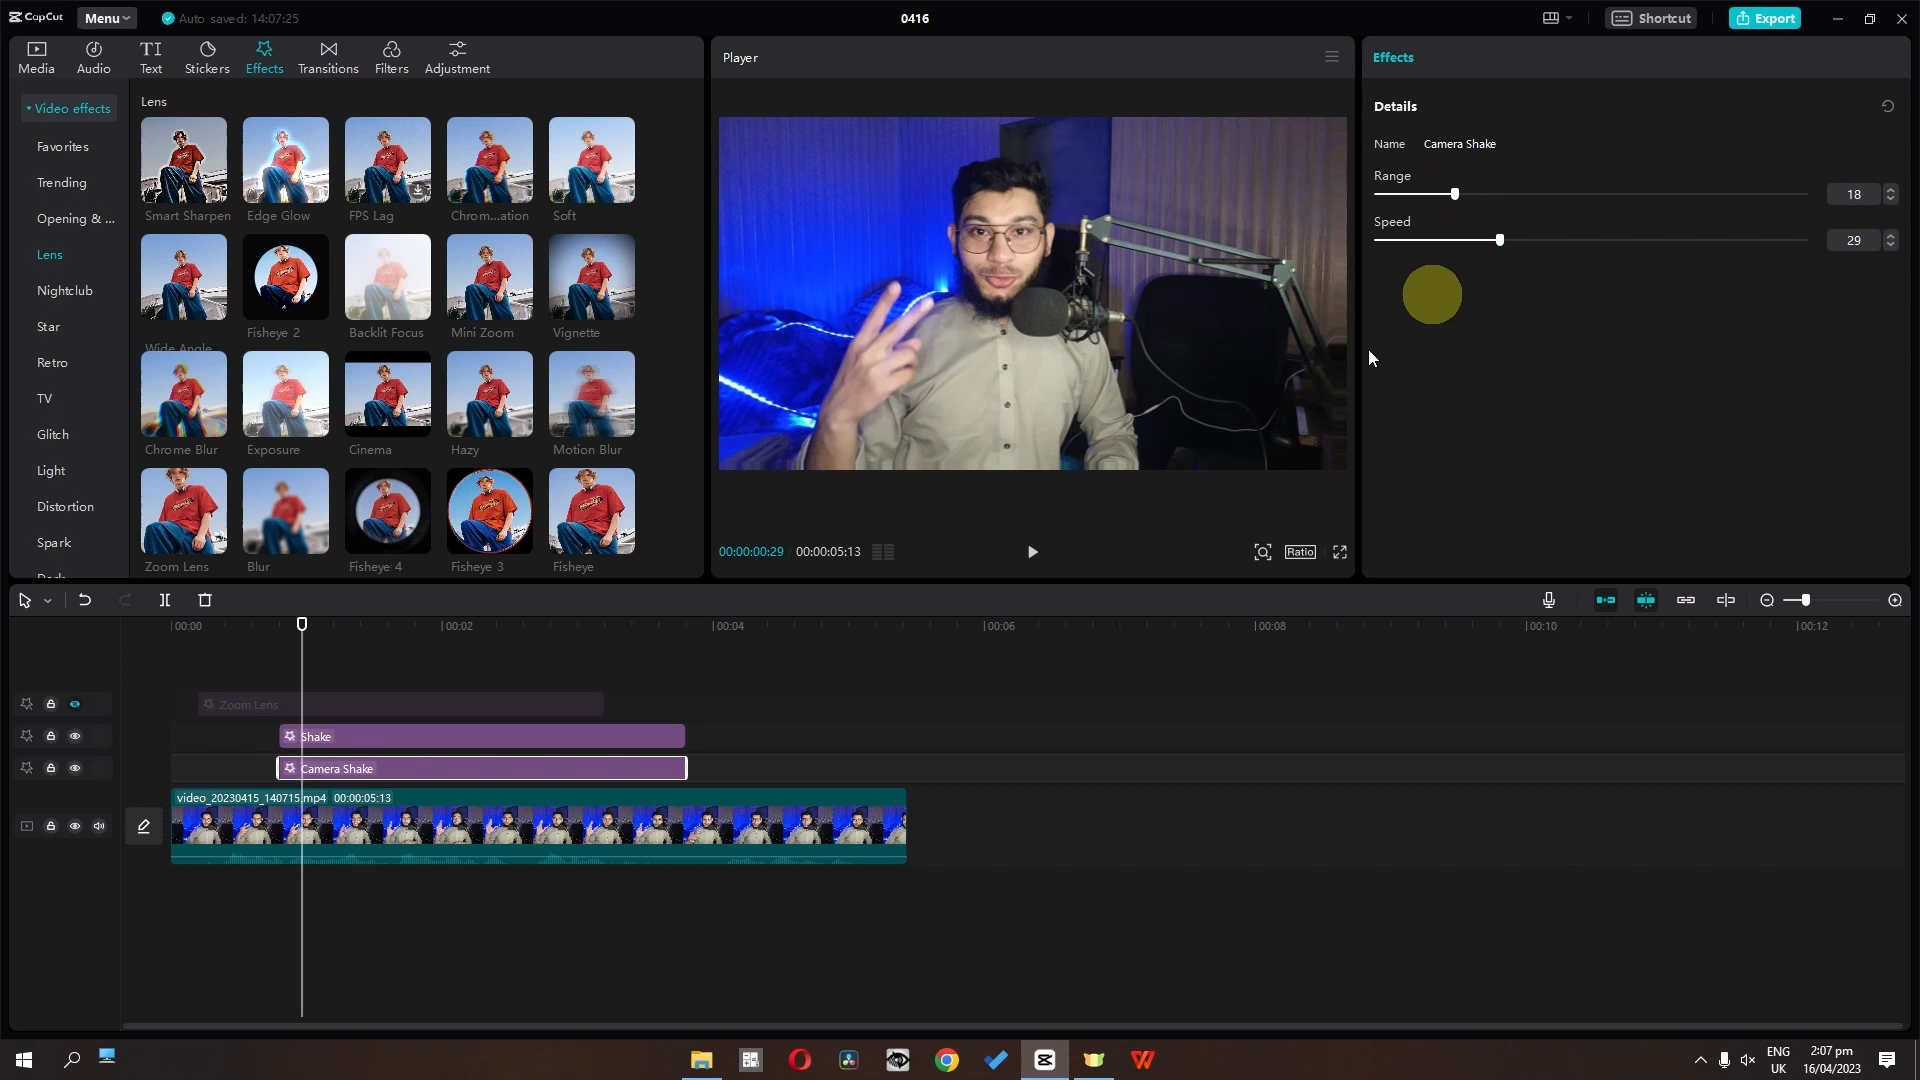 CapCut
Menu
Auto saved: 14:07:25
0416
Shortcut
Export
Media
Audio
Text
Stickers
Effects
Transitions
Filters
Adjustment
Player
Effects
Video effects
Favorites
Trending
Opening & ...
Lens
Nightclub
Star
Retro
TV
Glitch
Light
Distortion
Spark
Dark
Lens
Smart Sharpen
Edge Glow
FPS Lag
Chrom...ation
Soft
Wide Angle
Fisheye 2
Backlit Focus
Mini Zoom
Vignette
Chrome Blur
Exposure
Cinema
Hazy
Motion Blur
Zoom Lens
Blur
Fisheye 4
Fisheye 3
Fisheye
00:00:00:29
00:00:05:13
Ratio
Details
Name
Camera Shake
Range
18
Speed
29
00:00
00:02
00:04
00:06
00:08
00:10
00:12
Zoom Lens
Shake
Camera Shake
video_20230415_140715.mp4 00:00:05:13
ENG
UK
2:07 pm
16/04/2023